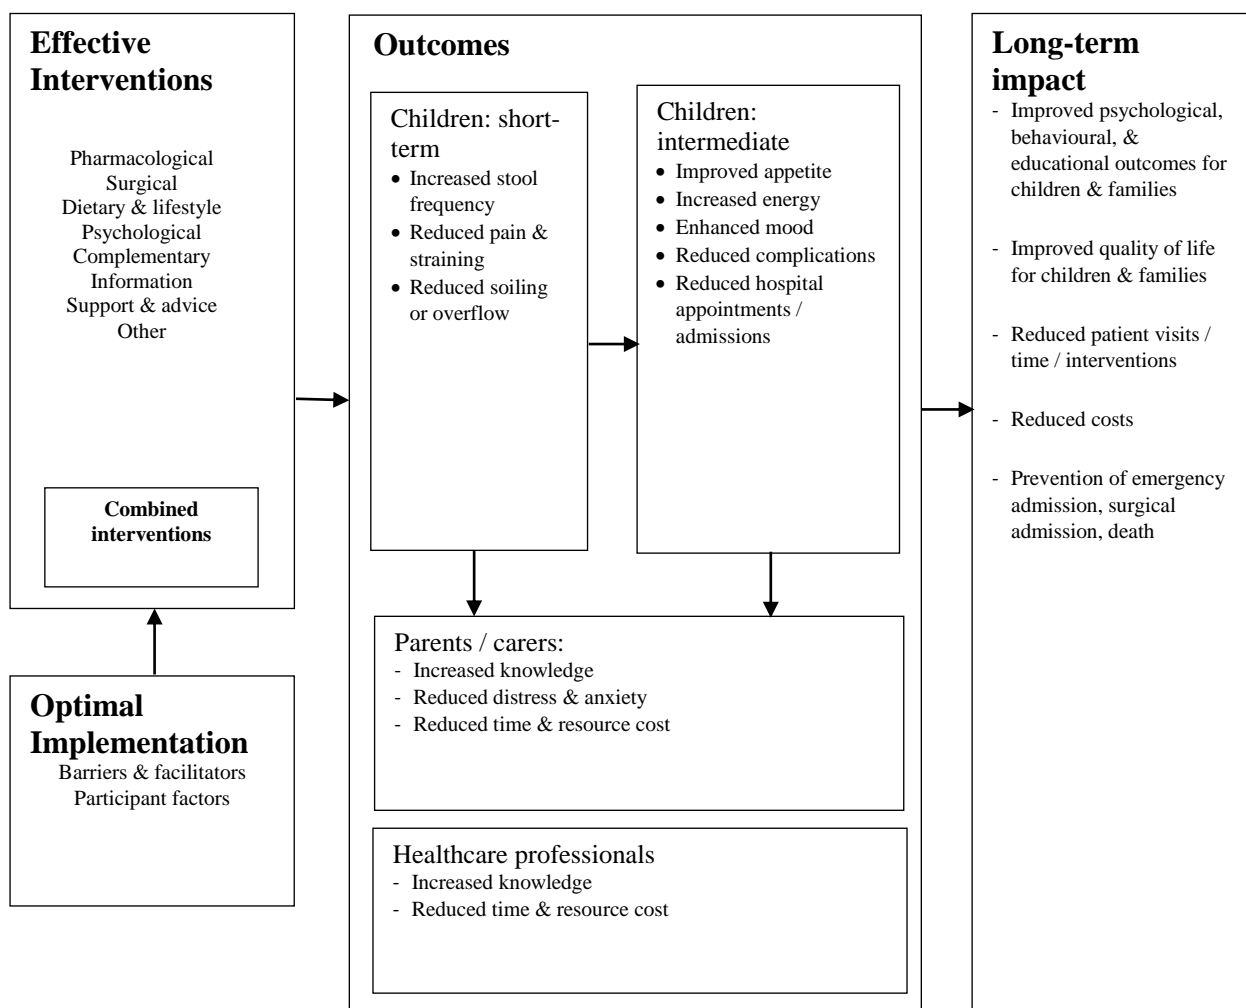 Effective
Interventions
Pharmacological
Surgical
Dietary & lifestyle
Psychological
Complementary
Information
Support & advice
Other
Combined
interventions
Optimal
Implementation
Barriers & facilitators
Participant factors
Outcomes
Children: short-
term
• Increased stool
frequency
• Reduced pain &
straining
• Reduced soiling
or overflow
Children:
intermediate
• Improved appetite
• Increased energy
• Enhanced mood
• Reduced complications
• Reduced hospital
appointments /
admissions
Parents / carers:
- Increased knowledge
- Reduced distress & anxiety
- Reduced time & resource cost
Healthcare professionals
- Increased knowledge
- Reduced time & resource cost
Long-term
impact
- Improved psychological,
behavioural, &
educational outcomes for
children & families
- Improved quality of life
for children & families
- Reduced patient visits /
time / interventions
- Reduced costs
- Prevention of emergency
admission, surgical
admission, death